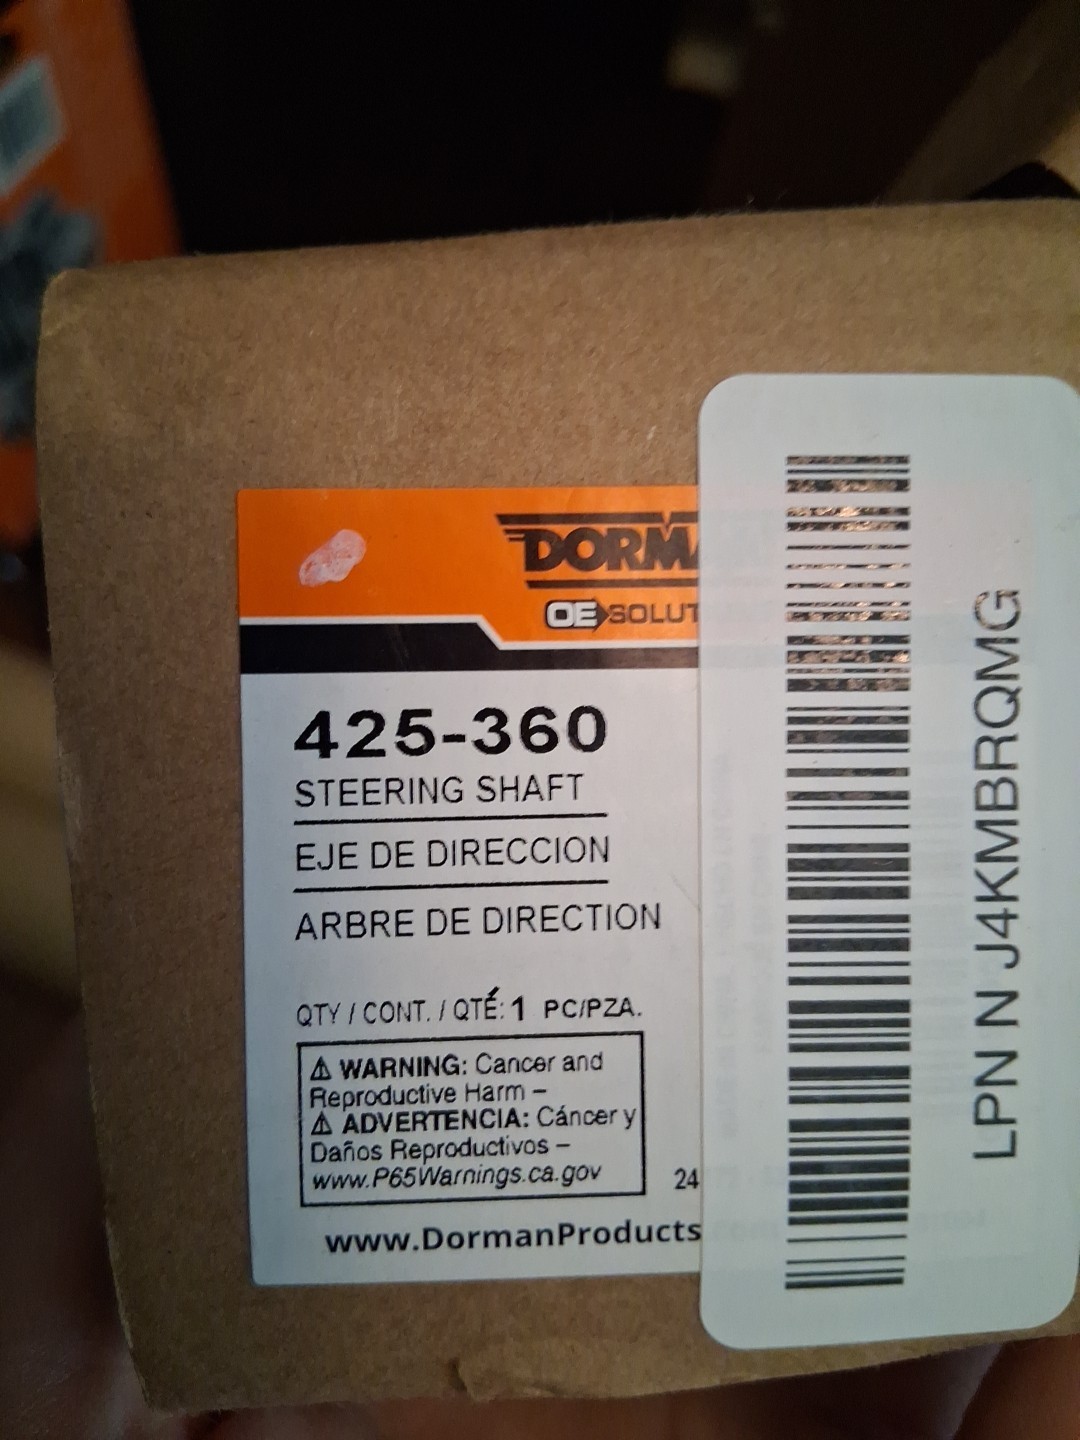 DORMA
OE SOLUT
425-360
STEERING SHAFT
EJE DE DIRECCION
ARBRE DE DIRECTION
QTY / CONT. / QTÉ: 1 PC/PZA.
⚠ WARNING: Cancer and
Reproductive Harm –
⚠ ADVERTENCIA: Cáncer y
Daños Reproductivos –
www.P65Warnings.ca.gov
24
www.DormanProducts
LPN N J4KMBRQMG